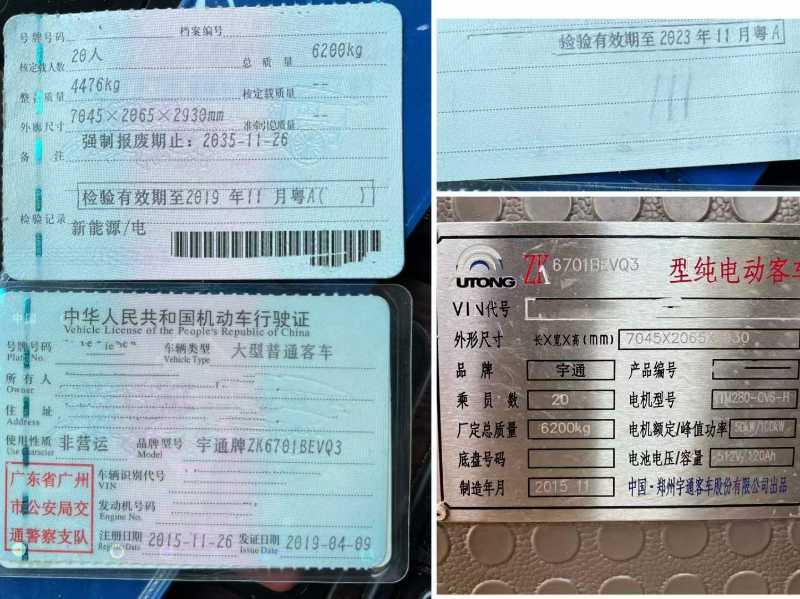 档案编号
号牌号码
核定载人数 20人 总质量 6200kg
整备质量 4476kg 核定载质量 --
外廓尺寸 7045×2065×2930mm 准牵引总质量 --
备注 强制报废期止：2035-11-26
检验有效期至2019 年 11 月粤A( )
检验记录 新能源/电
中华人民共和国机动车行驶证
Vehicle License of the People's Republic of China
号牌号码 车辆类型 大型普通客车
Plate No. Vehicle Type
所有人
Owner
住址
Address
使用性质 非营运 品牌型号 宇通牌ZK6701BEVQ3
Use Character Model
广东省广州
市公安局交
通警察支队
车辆识别代号
VIN
发动机号码
Engine No.
注册日期 2015-11-26 发证日期 2019-04-09
Register Date Issue Date
检验有效期至 2023 年 11 月粤A
YUTONG ZK 6701BEVQ3 型纯电动客车
VIN代号
外形尺寸 长X宽X高(mm) 7045X2065X
品牌 宇通 产品编号
乘员数 20 电机型号 TM280-CV6-H
厂定总质量 6200kg 电机额定/峰值功率 50kW/100kW
底盘号码 电池电压/容量 512V,120Ah
制造年月 2015.11 中国·郑州宇通客车股份有限公司出品